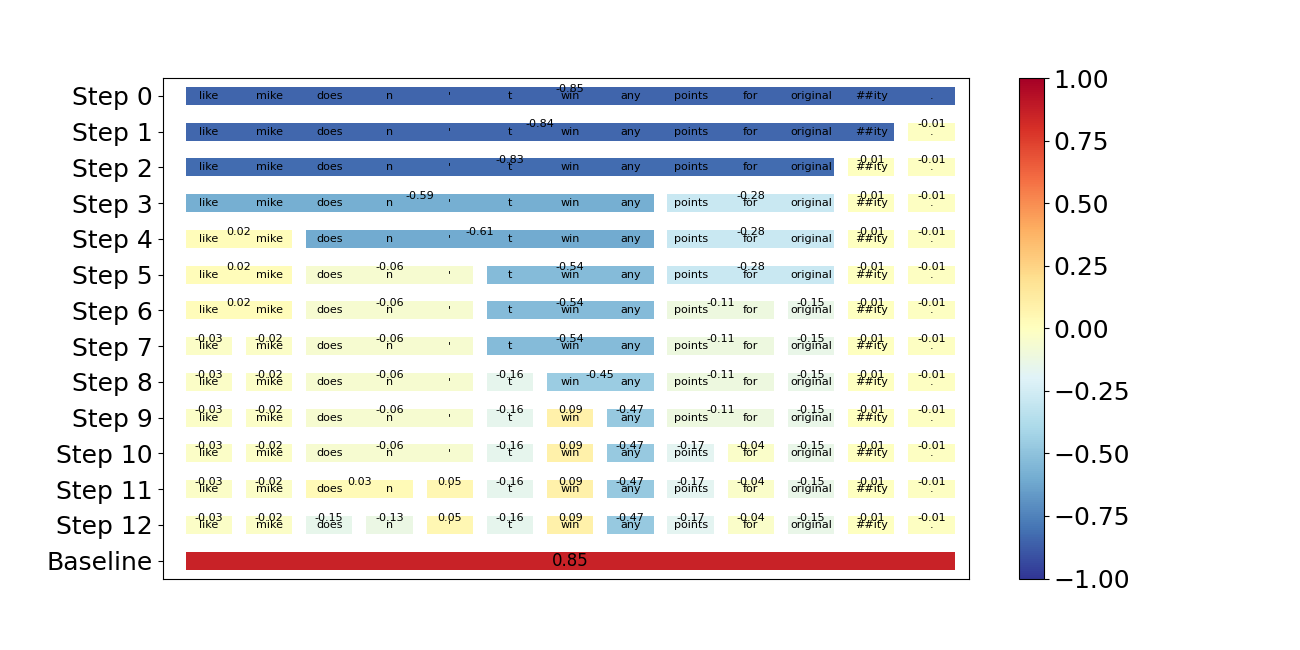 -0.85
Step 0 like mike does n ' t win any points for original ##ity .
-0.84 -0.01
Step 1 like mike does n ' t win any points for original ##ity .
-0.83 -0.01 -0.01
Step 2 like mike does n ' t win any points for original ##ity .
-0.59 -0.28 -0.01 -0.01
Step 3 like mike does n ' t win any points for original ##ity .
0.02 -0.61 -0.28 -0.01 -0.01
Step 4 like mike does n ' t win any points for original ##ity .
0.02 -0.06 -0.54 -0.28 -0.01 -0.01
Step 5 like mike does n ' t win any points for original ##ity .
0.02 -0.06 -0.54 -0.11 -0.15 -0.01 -0.01
Step 6 like mike does n ' t win any points for original ##ity .
-0.03 -0.02 -0.06 -0.54 -0.11 -0.15 -0.01 -0.01
Step 7 like mike does n ' t win any points for original ##ity .
-0.03 -0.02 -0.06 -0.16 -0.45 -0.11 -0.15 -0.01 -0.01
Step 8 like mike does n ' t win any points for original ##ity .
-0.03 -0.02 -0.06 -0.16 0.09 -0.47 -0.11 -0.15 -0.01 -0.01
Step 9 like mike does n ' t win any points for original ##ity .
-0.03 -0.02 -0.06 -0.16 0.09 -0.47 -0.17 -0.04 -0.15 -0.01 -0.01
Step 10 like mike does n ' t win any points for original ##ity .
-0.03 -0.02 0.03 0.05 -0.16 0.09 -0.47 -0.17 -0.04 -0.15 -0.01 -0.01
Step 11 like mike does n ' t win any points for original ##ity .
-0.03 -0.02 -0.15 -0.13 0.05 -0.16 0.09 -0.47 -0.17 -0.04 -0.15 -0.01 -0.01
Step 12 like mike does n ' t win any points for original ##ity .
Baseline 0.85
1.00
0.75
0.50
0.25
0.00
−0.25
−0.50
−0.75
−1.00